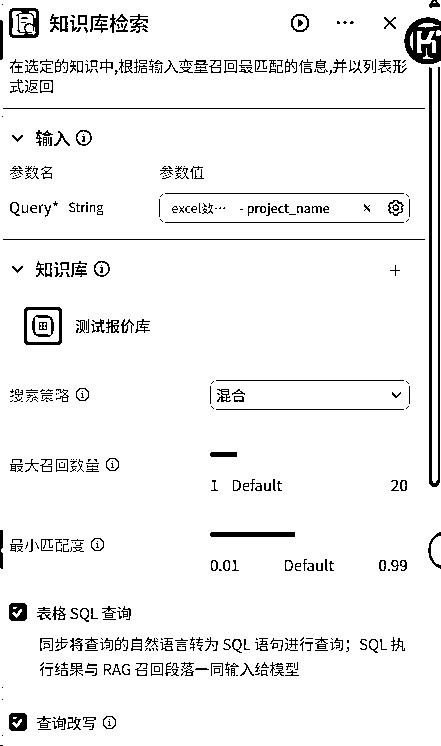 知识库检索
在选定的知识中,根据输入变量召回最匹配的信息,并以列表形
式返回
输入
参数名 参数值
Query* String excel数… - project_name
知识库
测试报价库
搜索策略 混合
最大召回数量
1 Default 20
最小匹配度
0.01 Default 0.99
表格 SQL 查询
同步将查询的自然语言转为 SQL 语句进行查询；SQL 执
行结果与 RAG 召回段落一同输入给模型
查询改写